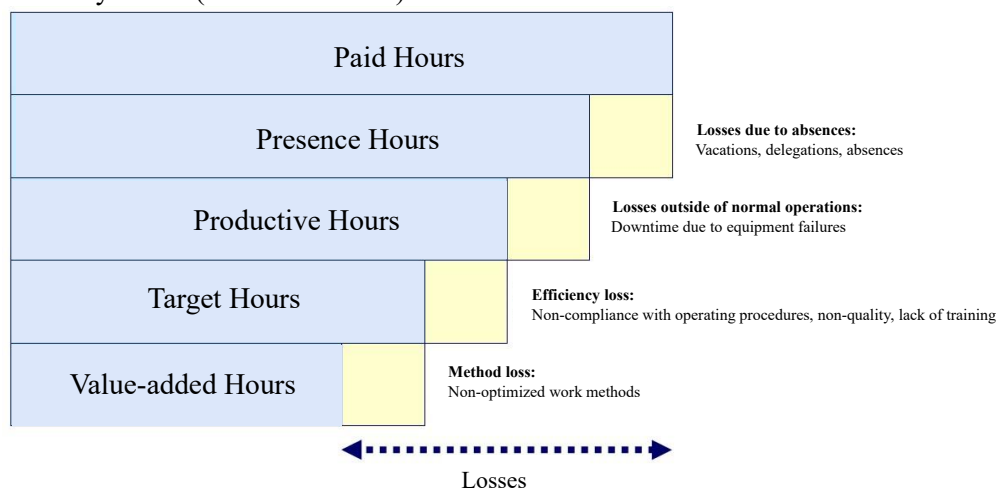 Paid Hours
Presence Hours
Losses due to absences:
Vacations, delegations, absences
Productive Hours
Losses outside of normal operations:
Downtime due to equipment failures
Target Hours
Efficiency loss:
Non-compliance with operating procedures, non-quality, lack of training
Value-added Hours
Method loss:
Non-optimized work methods
Losses